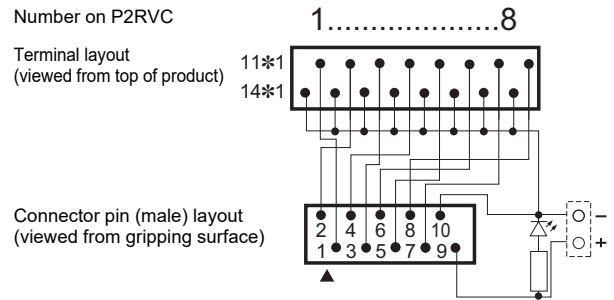 Number on P2RVC
1....................8
Terminal layout
(viewed from top of product)
11✻1
14✻1
Connector pin (male) layout
(viewed from gripping surface)
2 4 6 8 10
1 3 5 7 9
−
+